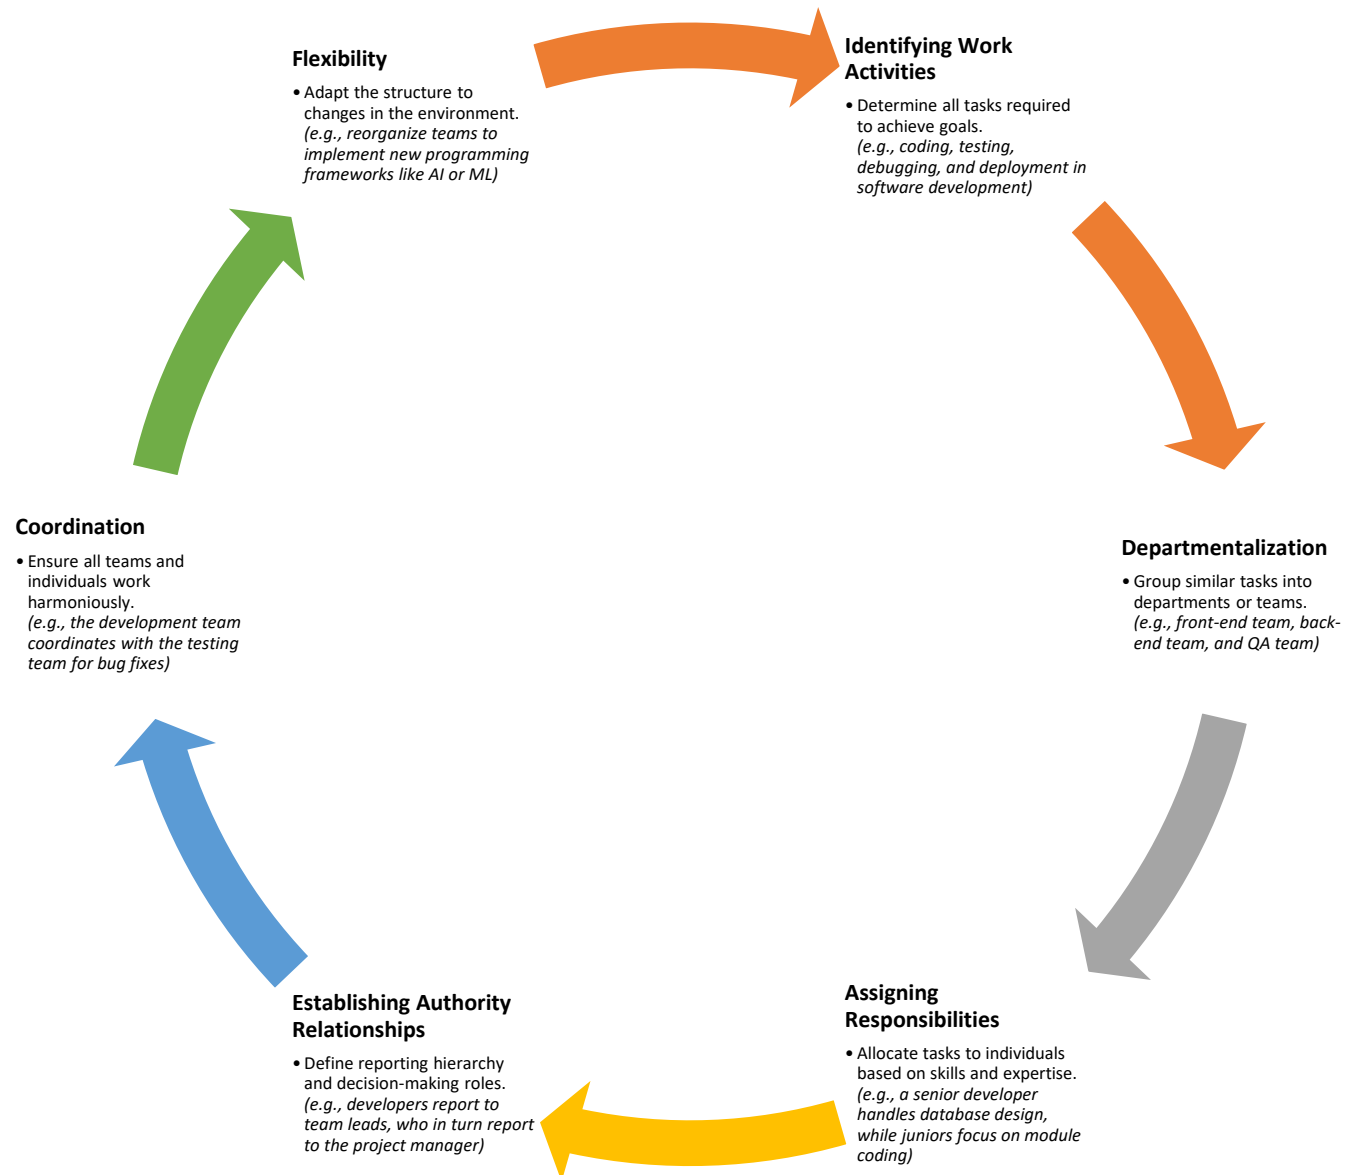 Identifying Work
Activities
• Determine all tasks required
to achieve goals.
(e.g., coding, testing,
debugging, and deployment in
software development)
Departmentalization
• Group similar tasks into
departments or teams.
(e.g., front-end team, back-
end team, and QA team)
Assigning
Responsibilities
• Allocate tasks to individuals
based on skills and expertise.
(e.g., a senior developer
handles database design,
while juniors focus on module
coding)
Establishing Authority
Relationships
• Define reporting hierarchy
and decision-making roles.
(e.g., developers report to
team leads, who in turn report
to the project manager)
Coordination
• Ensure all teams and
individuals work
harmoniously.
(e.g., the development team
coordinates with the testing
team for bug fixes)
Flexibility
• Adapt the structure to
changes in the environment.
(e.g., reorganize teams to
implement new programming
frameworks like AI or ML)